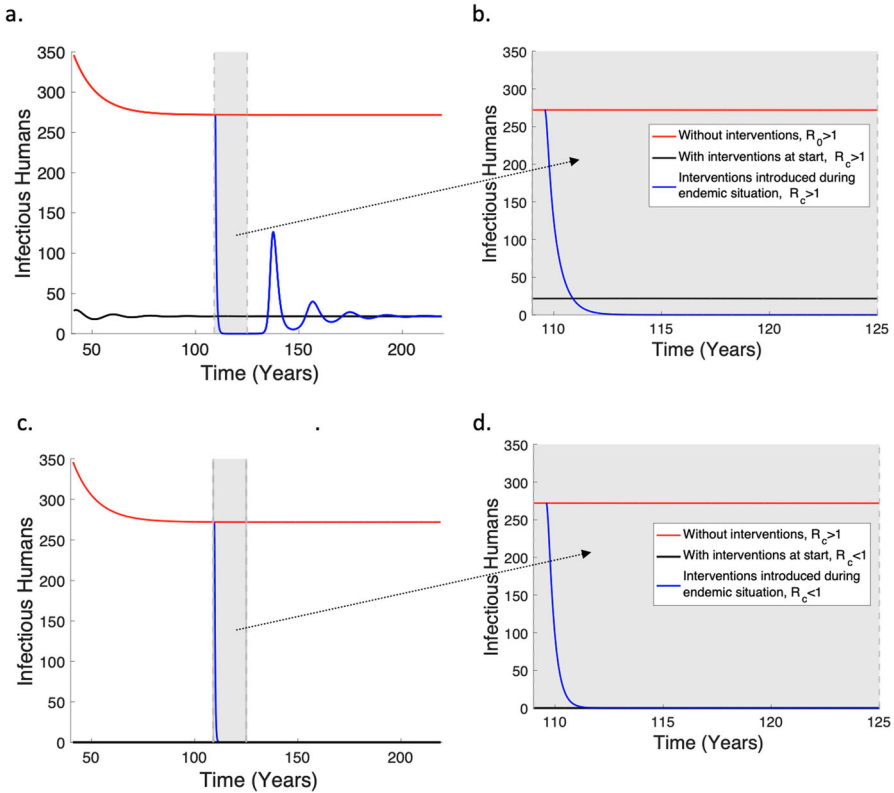 a.
350
300
250
200
150
100
50
0
Infectious Humans
50
100
150
200
Time (Years)
b.
350
300
250
200
150
100
50
0
Infectious Humans
Without interventions, R0>1
With interventions at start, Rc>1
Interventions introduced during
endemic situation, Rc>1
110
115
120
125
Time (Years)
c.
.
350
300
250
200
150
100
50
0
Infectious Humans
50
100
150
200
Time (Years)
d.
350
300
250
200
150
100
50
0
Infectious Humans
Without interventions, Rc>1
With interventions at start, Rc<1
Interventions introduced during
endemic situation, Rc<1
110
115
120
125
Time (Years)